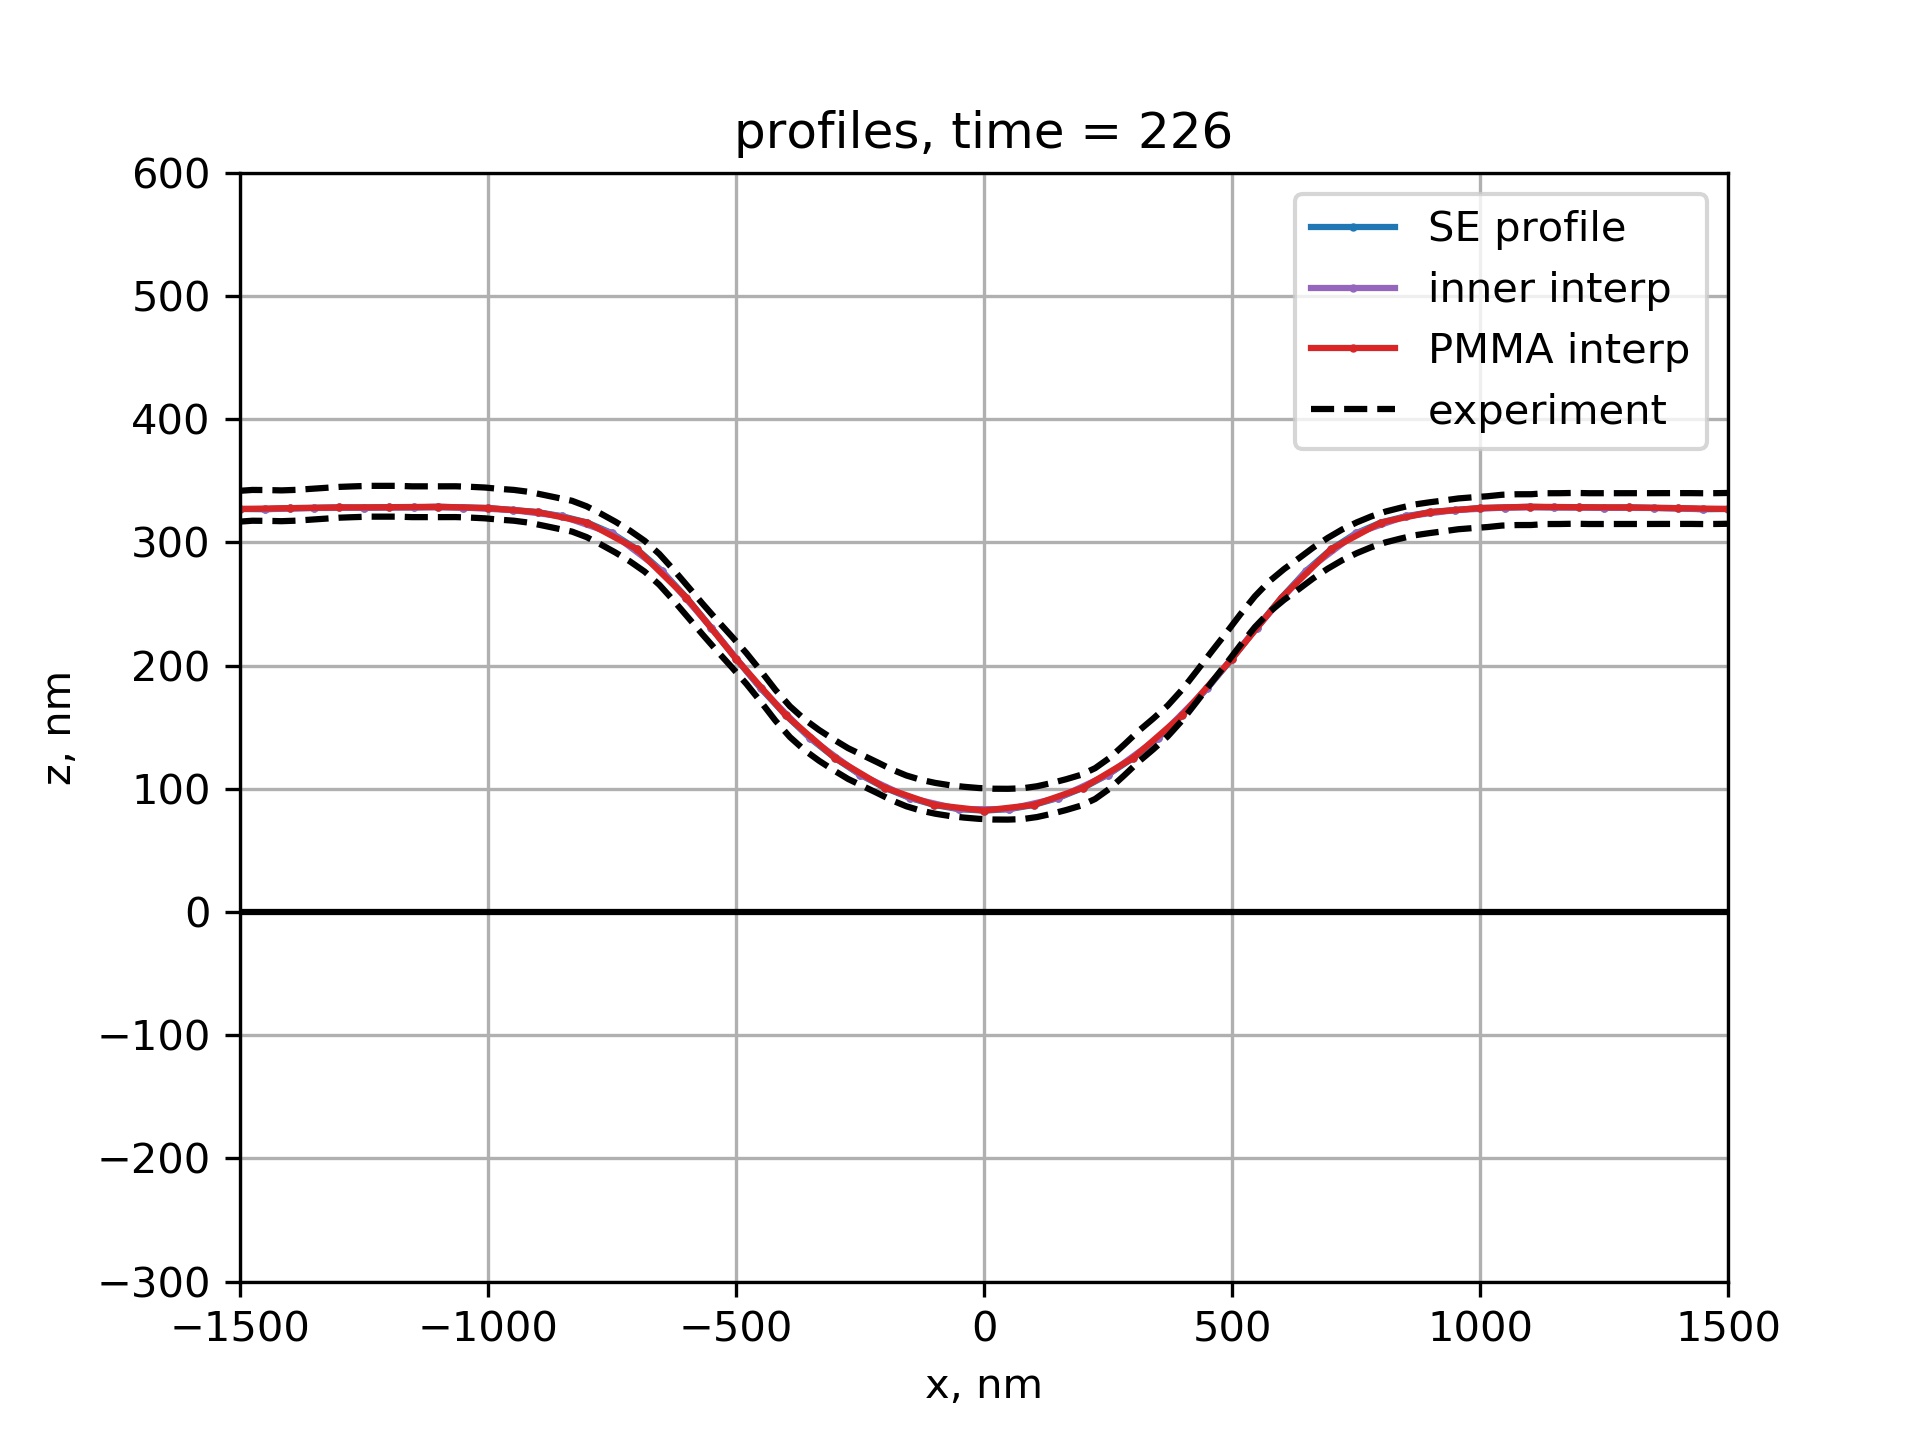 profiles, time = 226
600
500
400
300
200
100
0
−100
−200
−300
z, nm
SE profile
inner interp
PMMA interp
experiment
−1500 −1000 −500 0 500 1000 1500
x, nm